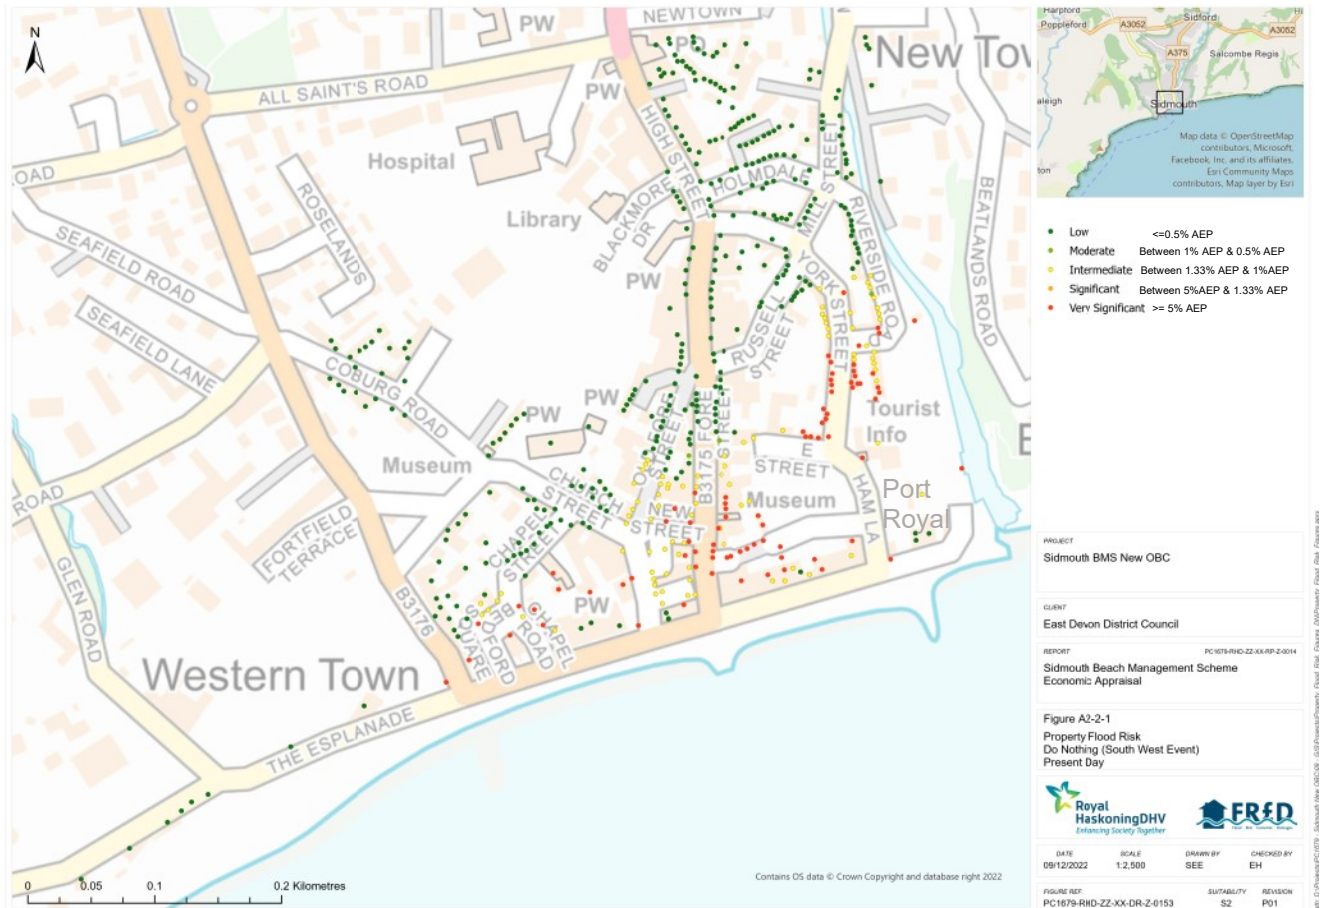 N
NEWTOWN
PW
PO
New Tow
ALL SAINT'S ROAD
PW
HIGH STREET
Hospital
OAD
ROSELANDS
HOLMDALE
MILL STREET
BLACKMORE
DR
Library
PW
RIVERSIDE ROA
BEATLANDS ROAD
SEAFIELD ROAD
YORK STREET
SEAFIELD LANE
RUSSELL
STREET
COBURG ROAD
PW
PW
Tourist
Info
Museum
B3175 FORE
STREET
E
STREET
Museum
HAM LA
Port
Royal
CHURCH
STREET
NEW
STREET
CHAPEL
STREET
ROAD
FORTFIELD
TERRACE
GLEN ROAD
B3176
PW
CHAPEL
ROAD
BEDFORD
SQUARE
Western Town
THE ESPLANADE
0 0.05 0.1 0.2 Kilometres
Contains OS data © Crown Copyright and database right 2022
Harpford
Poppleford
A3052
Sidford
A3052
A375
Salcombe Regis
aleigh
Sidmouth
ton
Map data © OpenStreetMap
contributors, Microsoft,
Facebook, Inc. and its affiliates,
Esri Community Maps
contributors, Map layer by Esri
Low <=0.5% AEP
Moderate Between 1% AEP & 0.5% AEP
Intermediate Between 1.33% AEP & 1%AEP
Significant Between 5%AEP & 1.33% AEP
Very Significant >= 5% AEP
PROJECT
Sidmouth BMS New OBC
CLIENT
East Devon District Council
REPORT PC1679-RHD-ZZ-XX-RP-Z-0014
Sidmouth Beach Management Scheme
Economic Appraisal
Figure A2-2-1
Property Flood Risk
Do Nothing (South West Event)
Present Day
Royal
HaskoningDHV
Enhancing Society Together
FRED
DATE SCALE DRAWN BY CHECKED BY
09/12/2022 1:2,500 SEE EH
FIGURE REF. SUITABILITY REVISION
PC1679-RHD-ZZ-XX-DR-Z-0153 S2 P01